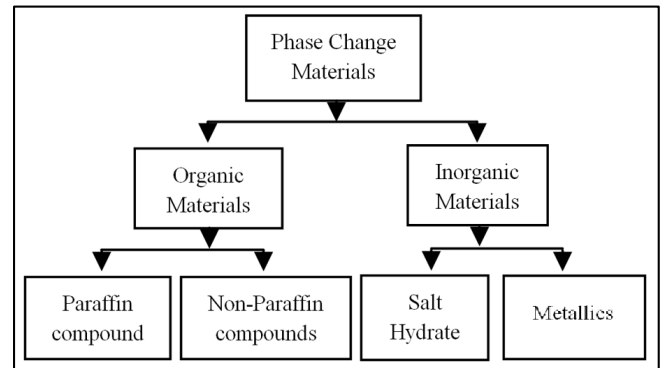 Phase Change
Materials
Organic
Materials
Inorganic
Materials
Paraffin
compound
Non-Paraffin
compounds
Salt
Hydrate
Metallics